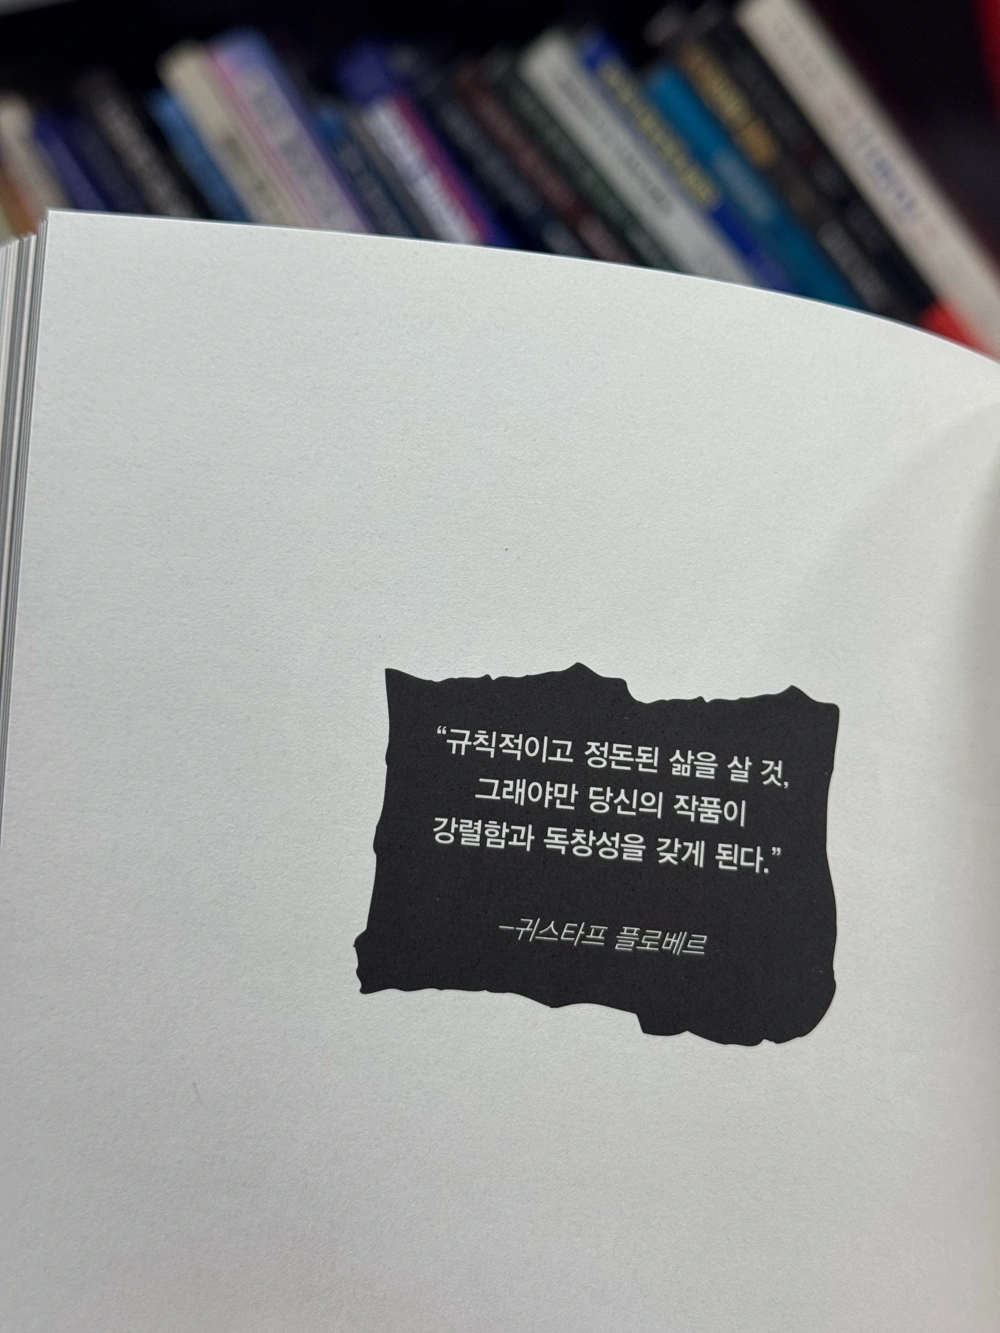 “규칙적이고 정돈된 삶을 살 것,
그래야만 당신의 작품이
강렬함과 독창성을 갖게 된다.”
–귀스타프 플로베르